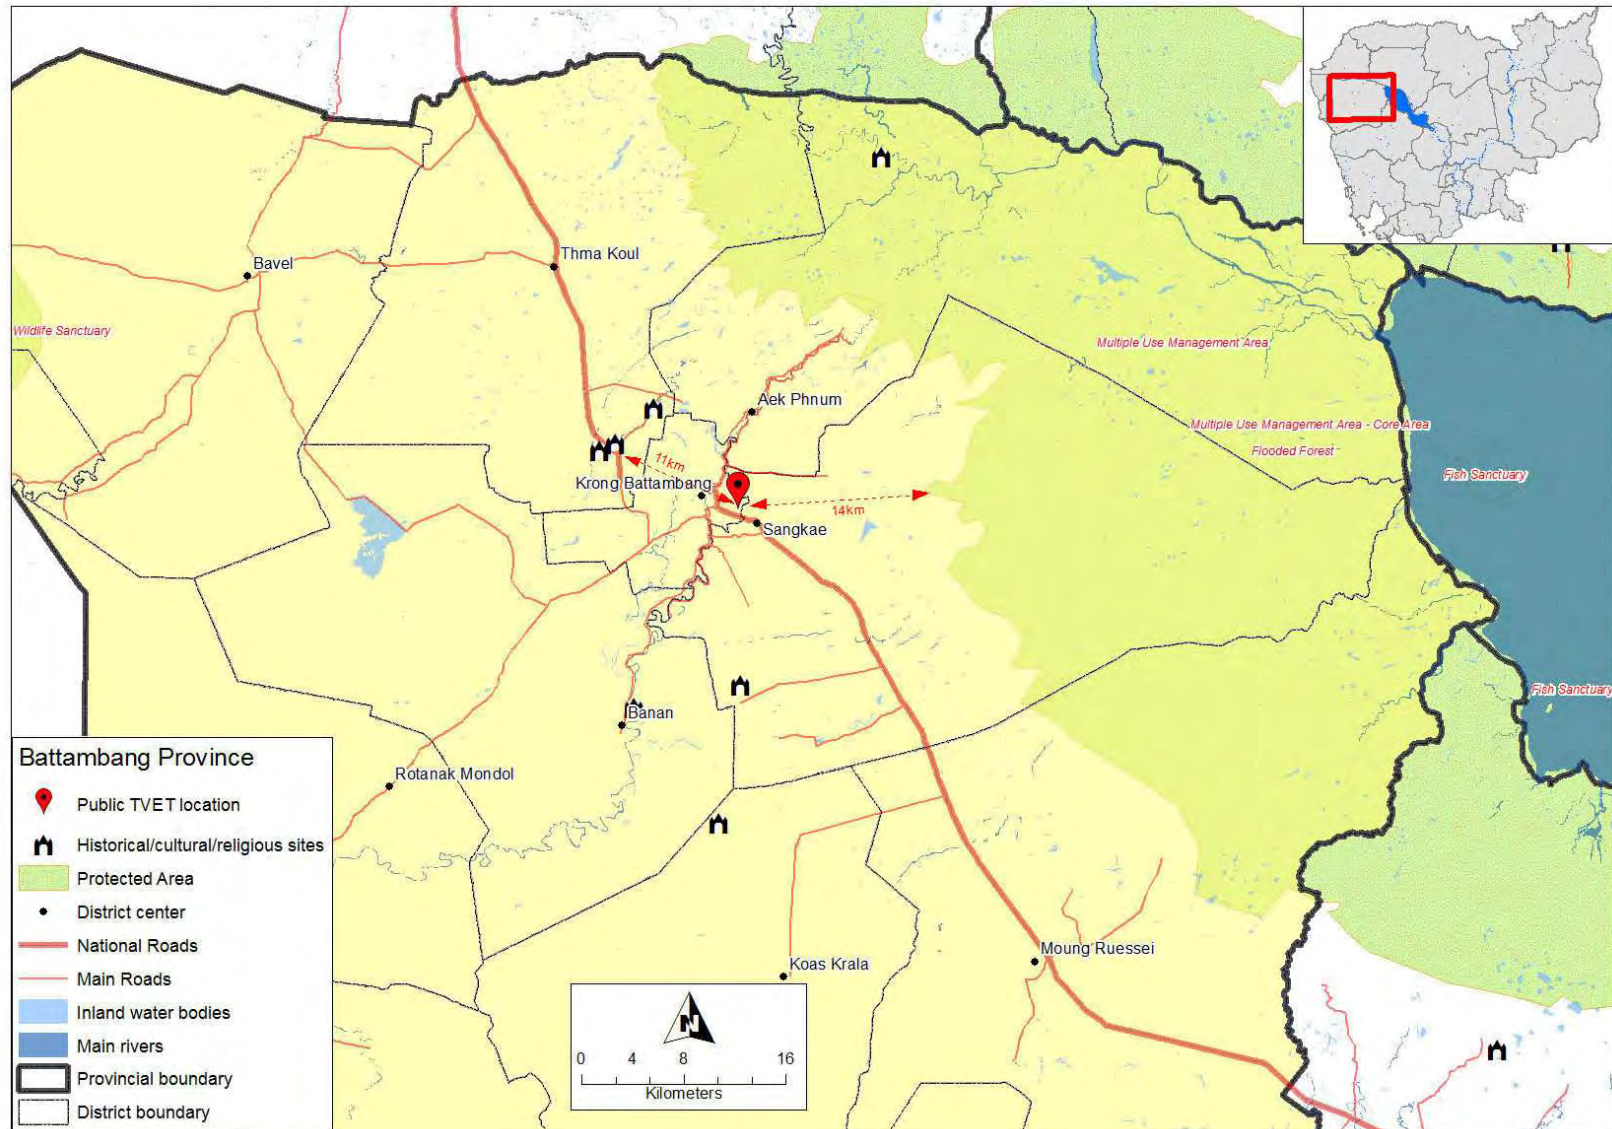 Thma Koul
Bavel
Wildlife Sanctuary
Multiple Use Management Area
Aek Phnum
Multiple Use Management Area - Core Area
Flooded Forest
11km
Fish Sanctuary
Krong Battambang
14km
Sangkae
Fish Sanctuary
Banan
Rotanak Mondol
Moung Ruessei
Koas Krala
Battambang Province
Public TVET location
Historical/cultural/religious sites
Protected Area
District center
National Roads
Main Roads
Inland water bodies
Main rivers
Provincial boundary
District boundary
N
0 4 8 16
Kilometers